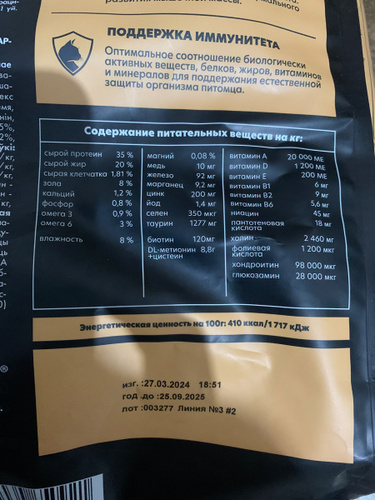 развития мышечной массы.
ПОДДЕРЖКА ИММУНИТЕТА
Оптимальное соотношение биологически
активных веществ, белков, жиров, витаминов
и минералов для поддержания естественной
защиты организма питомца.
Содержание питательных веществ на кг:
сырой протеин 35 %
сырой жир 20 %
сырая клетчатка 1,81 %
зола 8 %
кальций 1,2 %
фосфор 0,8 %
омега 3 0,9 %
омега 6 3 %
влажность 8 %
магний 0,08 %
медь 10 мг
железо 92 мг
марганец 9,2 мг
цинк 200 мг
йод 1,4 мг
селен 350 мкг
таурин 1277 мг
биотин 120мг
DL-метионин 8,8г
+цистеин
витамин А 20 000 МЕ
витамин D 1 200 МЕ
витамин Е 200 МЕ
витамин В1 6 мг
витамин В2 9 мг
витамин В6 5,6 мг
ниацин 45 мг
пантотеновая
кислота 18 мг
холин 2 460 мг
фолиевая
кислота 1 200 мкг
хондроитин 98 000 мкг
глюкозамин 28 000 мкг
Энергетическая ценность на 100г: 410 ккал/1 717 кДж
изг. :27.03.2024 18:51
год .до :25.09.2025
лот :003277 Линия №3 #2